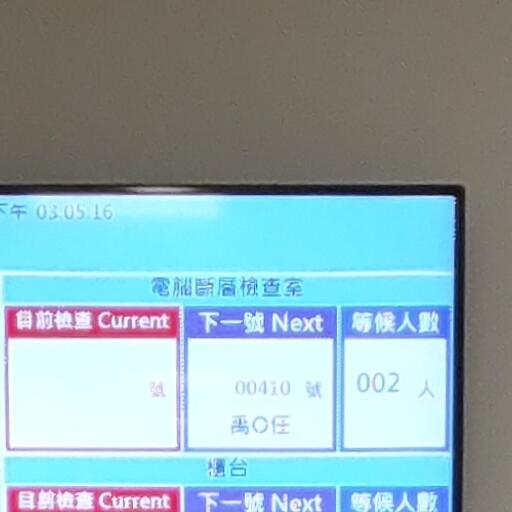 下午 03:05:16
電腦斷層檢查室
目前檢查 Current 下一號 Next 等候人數
號 00410 號 002 人
禹O任
櫃台
目前檢查 Current 下一號 Next 等候人數